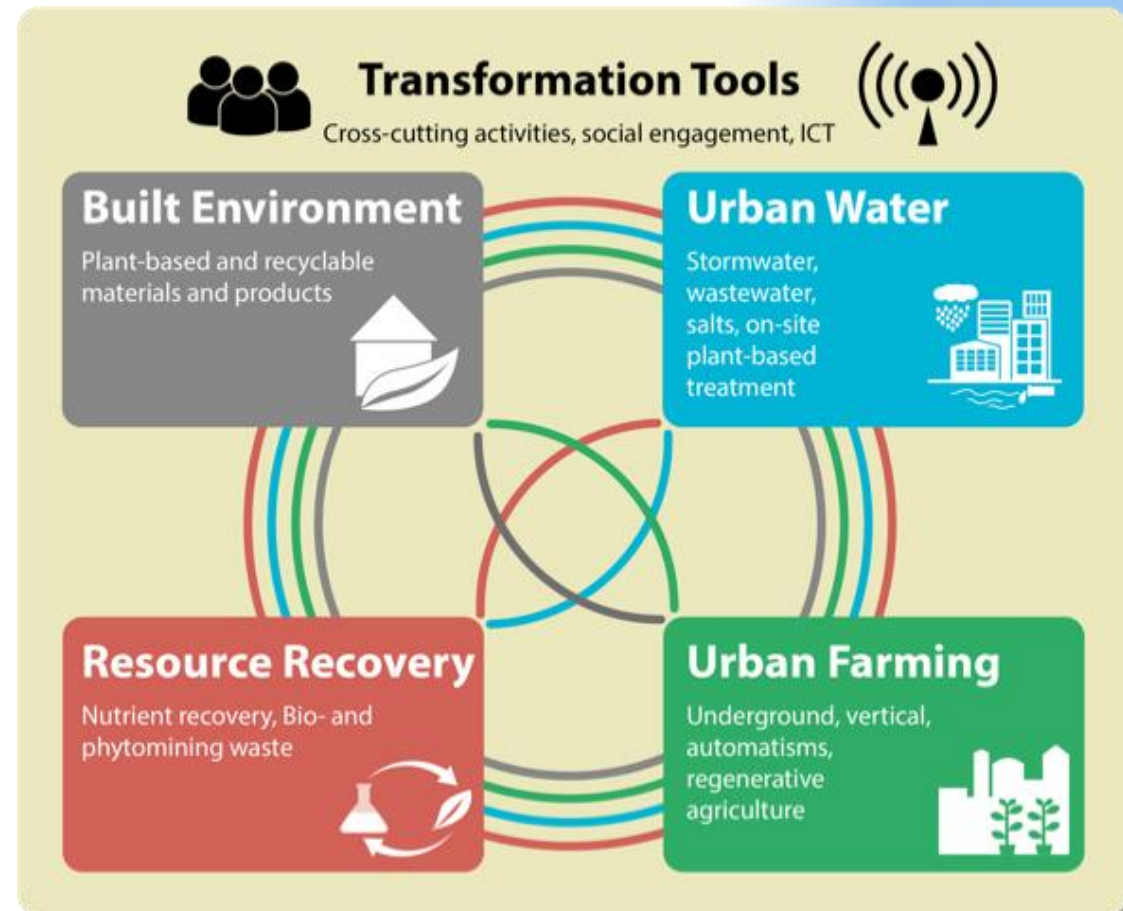 Transformation Tools
Cross-cutting activities, social engagement, ICT
Built Environment
Plant-based and recyclable
materials and products
Urban Water
Stormwater,
wastewater,
salts, on-site
plant-based
treatment
Resource Recovery
Nutrient recovery, Bio- and
phytomining waste
Urban Farming
Underground, vertical,
automatisms,
regenerative
agriculture